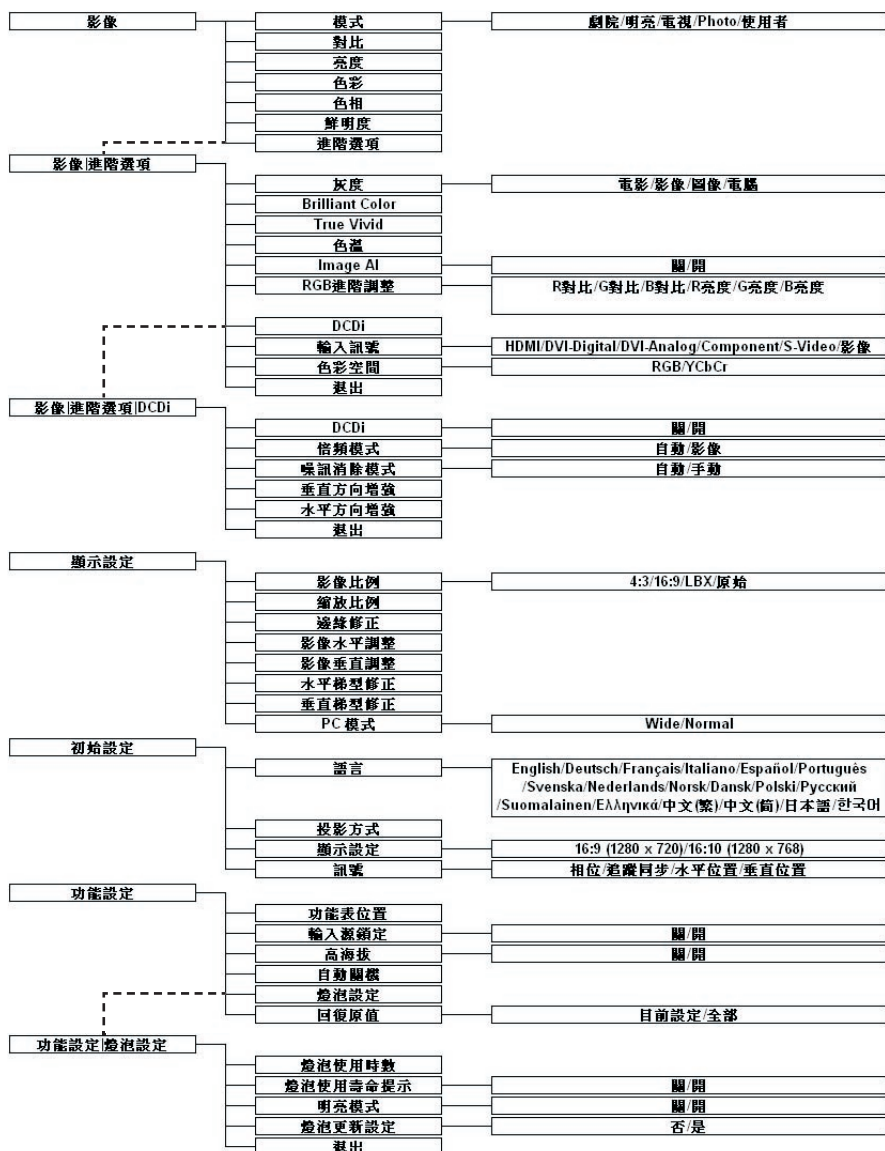 影像 模式 劇院/明亮/電視/Photo/使用者
對比
亮度
色彩
色相
鮮明度
進階選項
影像|進階選項
灰度 電影/影像/圖像/電腦
Brilliant Color
True Vivid
色溫
Image AI 關/開
RGB進階調整 R對比/G對比/B對比/R亮度/G亮度/B亮度
DCDi
輸入訊號 HDMI/DVI-Digital/DVI-Analog/Component/S-Video/影像
色彩空間 RGB/YCbCr
退出
影像|進階選項|DCDi
DCDi 關/開
倍頻模式 自動/影像
噪訊消除模式 自動/手動
垂直方向增強
水平方向增強
退出
顯示設定
影像比例 4:3/16:9/LBX/原始
縮放比例
邊緣修正
影像水平調整
影像垂直調整
水平梯型修正
垂直梯型修正
PC 模式 Wide/Normal
初始設定
語言 English/Deutsch/Français/Italiano/Español/Português
/Svenska/Nederlands/Norsk/Dansk/Polski/Русский
/Suomalainen/Ελληνικά/中文(繁)/中文(簡)/日本語/한국어
投影方式
顯示設定 16:9 (1280 x 720)/16:10 (1280 x 768)
訊號 相位/追蹤同步/水平位置/垂直位置
功能設定
功能表位置
輸入源鎖定 關/開
高海拔 關/開
自動關機
燈泡設定
回復原值 目前設定/全部
功能設定|燈泡設定
燈泡使用時數
燈泡使用壽命提示 關/開
明亮模式 關/開
燈泡更新設定 否/是
退出